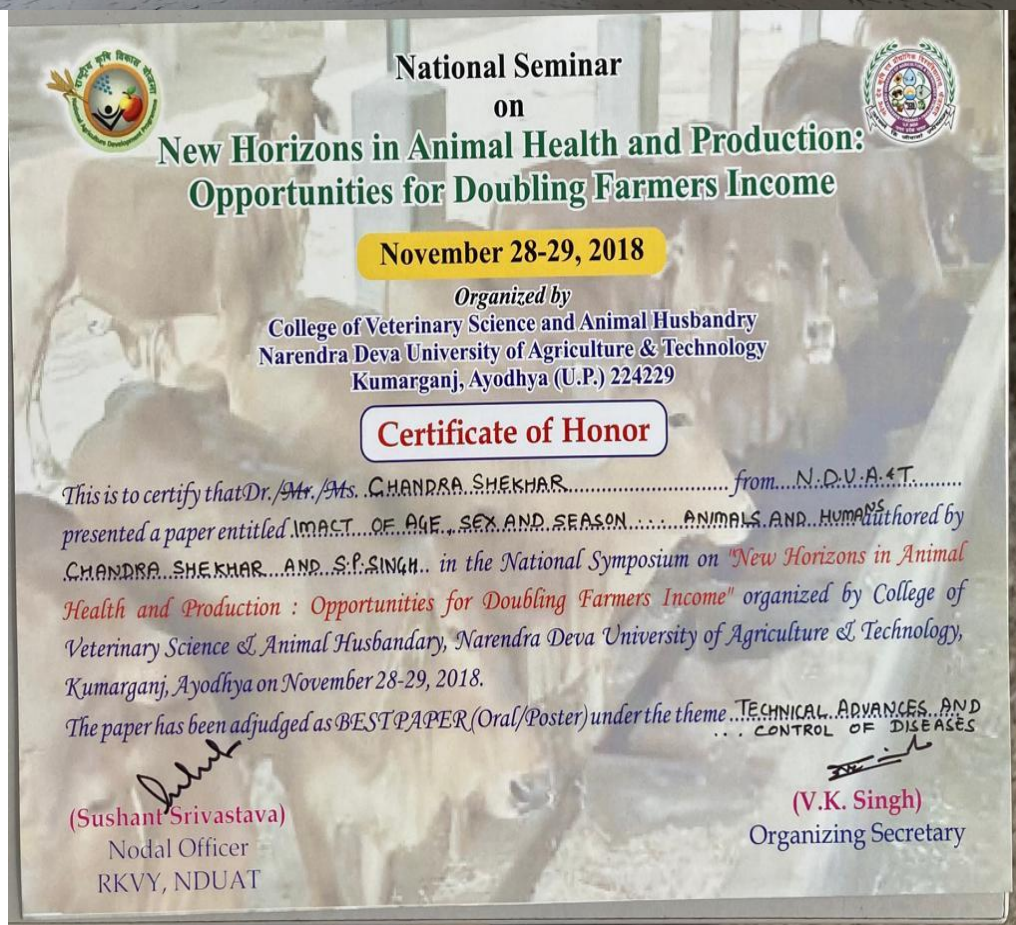 राष्ट्रीय कृषि विकास योजना
National Agriculture Development Programme
National Seminar
on
New Horizons in Animal Health and Production:
Opportunities for Doubling Farmers Income
November 28-29, 2018
Organized by
College of Veterinary Science and Animal Husbandry
Narendra Deva University of Agriculture & Technology
Kumarganj, Ayodhya (U.P.) 224229
Certificate of Honor
This is to certify that Dr./Mr./Ms. CHANDRA SHEKHAR from N.D.U.A.&T.
presented a paper entitled IMACT OF AGE, SEX AND SEASON .... ANIMALS AND HUMANS authored by
CHANDRA SHEKHAR AND S.P. SINGH.. in the National Symposium on "New Horizons in Animal
Health and Production : Opportunities for Doubling Farmers Income" organized by College of
Veterinary Science & Animal Husbandary, Narendra Deva University of Agriculture & Technology,
Kumarganj, Ayodhya on November 28-29, 2018.
The paper has been adjudged as BEST PAPER (Oral/Poster) under the theme TECHNICAL ADVANCES AND
... CONTROL OF DISEASES
(Sushant Srivastava)
Nodal Officer
RKVY, NDUAT
(V.K. Singh)
Organizing Secretary